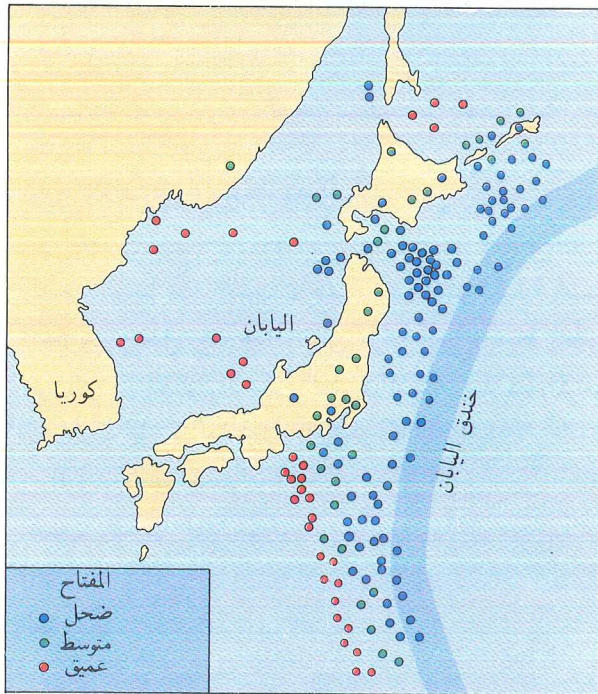 اليابان
كوريا
خندق اليابان
المفتاح
ضحل
متوسط
عميق